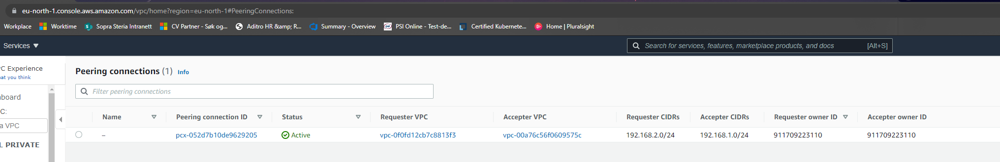 eu-north-1.console.aws.amazon.com/vpc/home?region=eu-north-1#PeeringConnections:
Workplace Worktime Sopra Steria Intranett CV Partner - Søk og... Aditro HR &amp; R... Summary - Overview PSI Online - Test-de... Certified Kubernete... Home | Pluralsight
Services Search for services, features, marketplace products, and docs [Alt+S]
PC Experience
hat you think
Peering connections (1) Info
Filter peering connections
board
C:
a VPC
L PRIVATE
Name Peering connection ID Status Requester VPC Accepter VPC Requester CIDRs Accepter CIDRs Requester owner ID Accepter owner ID
– pcx-052d7b10de9629205 Active vpc-0f0fd12cb7c8813f3 vpc-00a76c56f0609575c 192.168.2.0/24 192.168.1.0/24 911709223110 911709223110